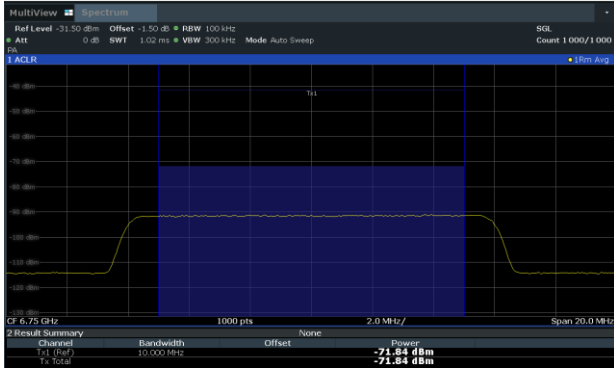 MultiView Spectrum
Ref Level -31.50 dBm Offset -1.50 dB RBW 100 kHz SGL
Att 0 dB SWT 1.02 ms VBW 300 kHz Mode Auto Sweep Count 1000/1000
PA
1 ACLR 1Rm Avg
-40 dBm
Tx1
-50 dBm
-60 dBm
-70 dBm
-80 dBm
-90 dBm
-100 dBm
-110 dBm
-120 dBm
-130 dBm
CF 6.75 GHz 1000 pts 2.0 MHz/ Span 20.0 MHz
2 Result Summary None
Channel Bandwidth Offset Power
Tx1 (Ref) 10.000 MHz -71.84 dBm
Tx Total -71.84 dBm